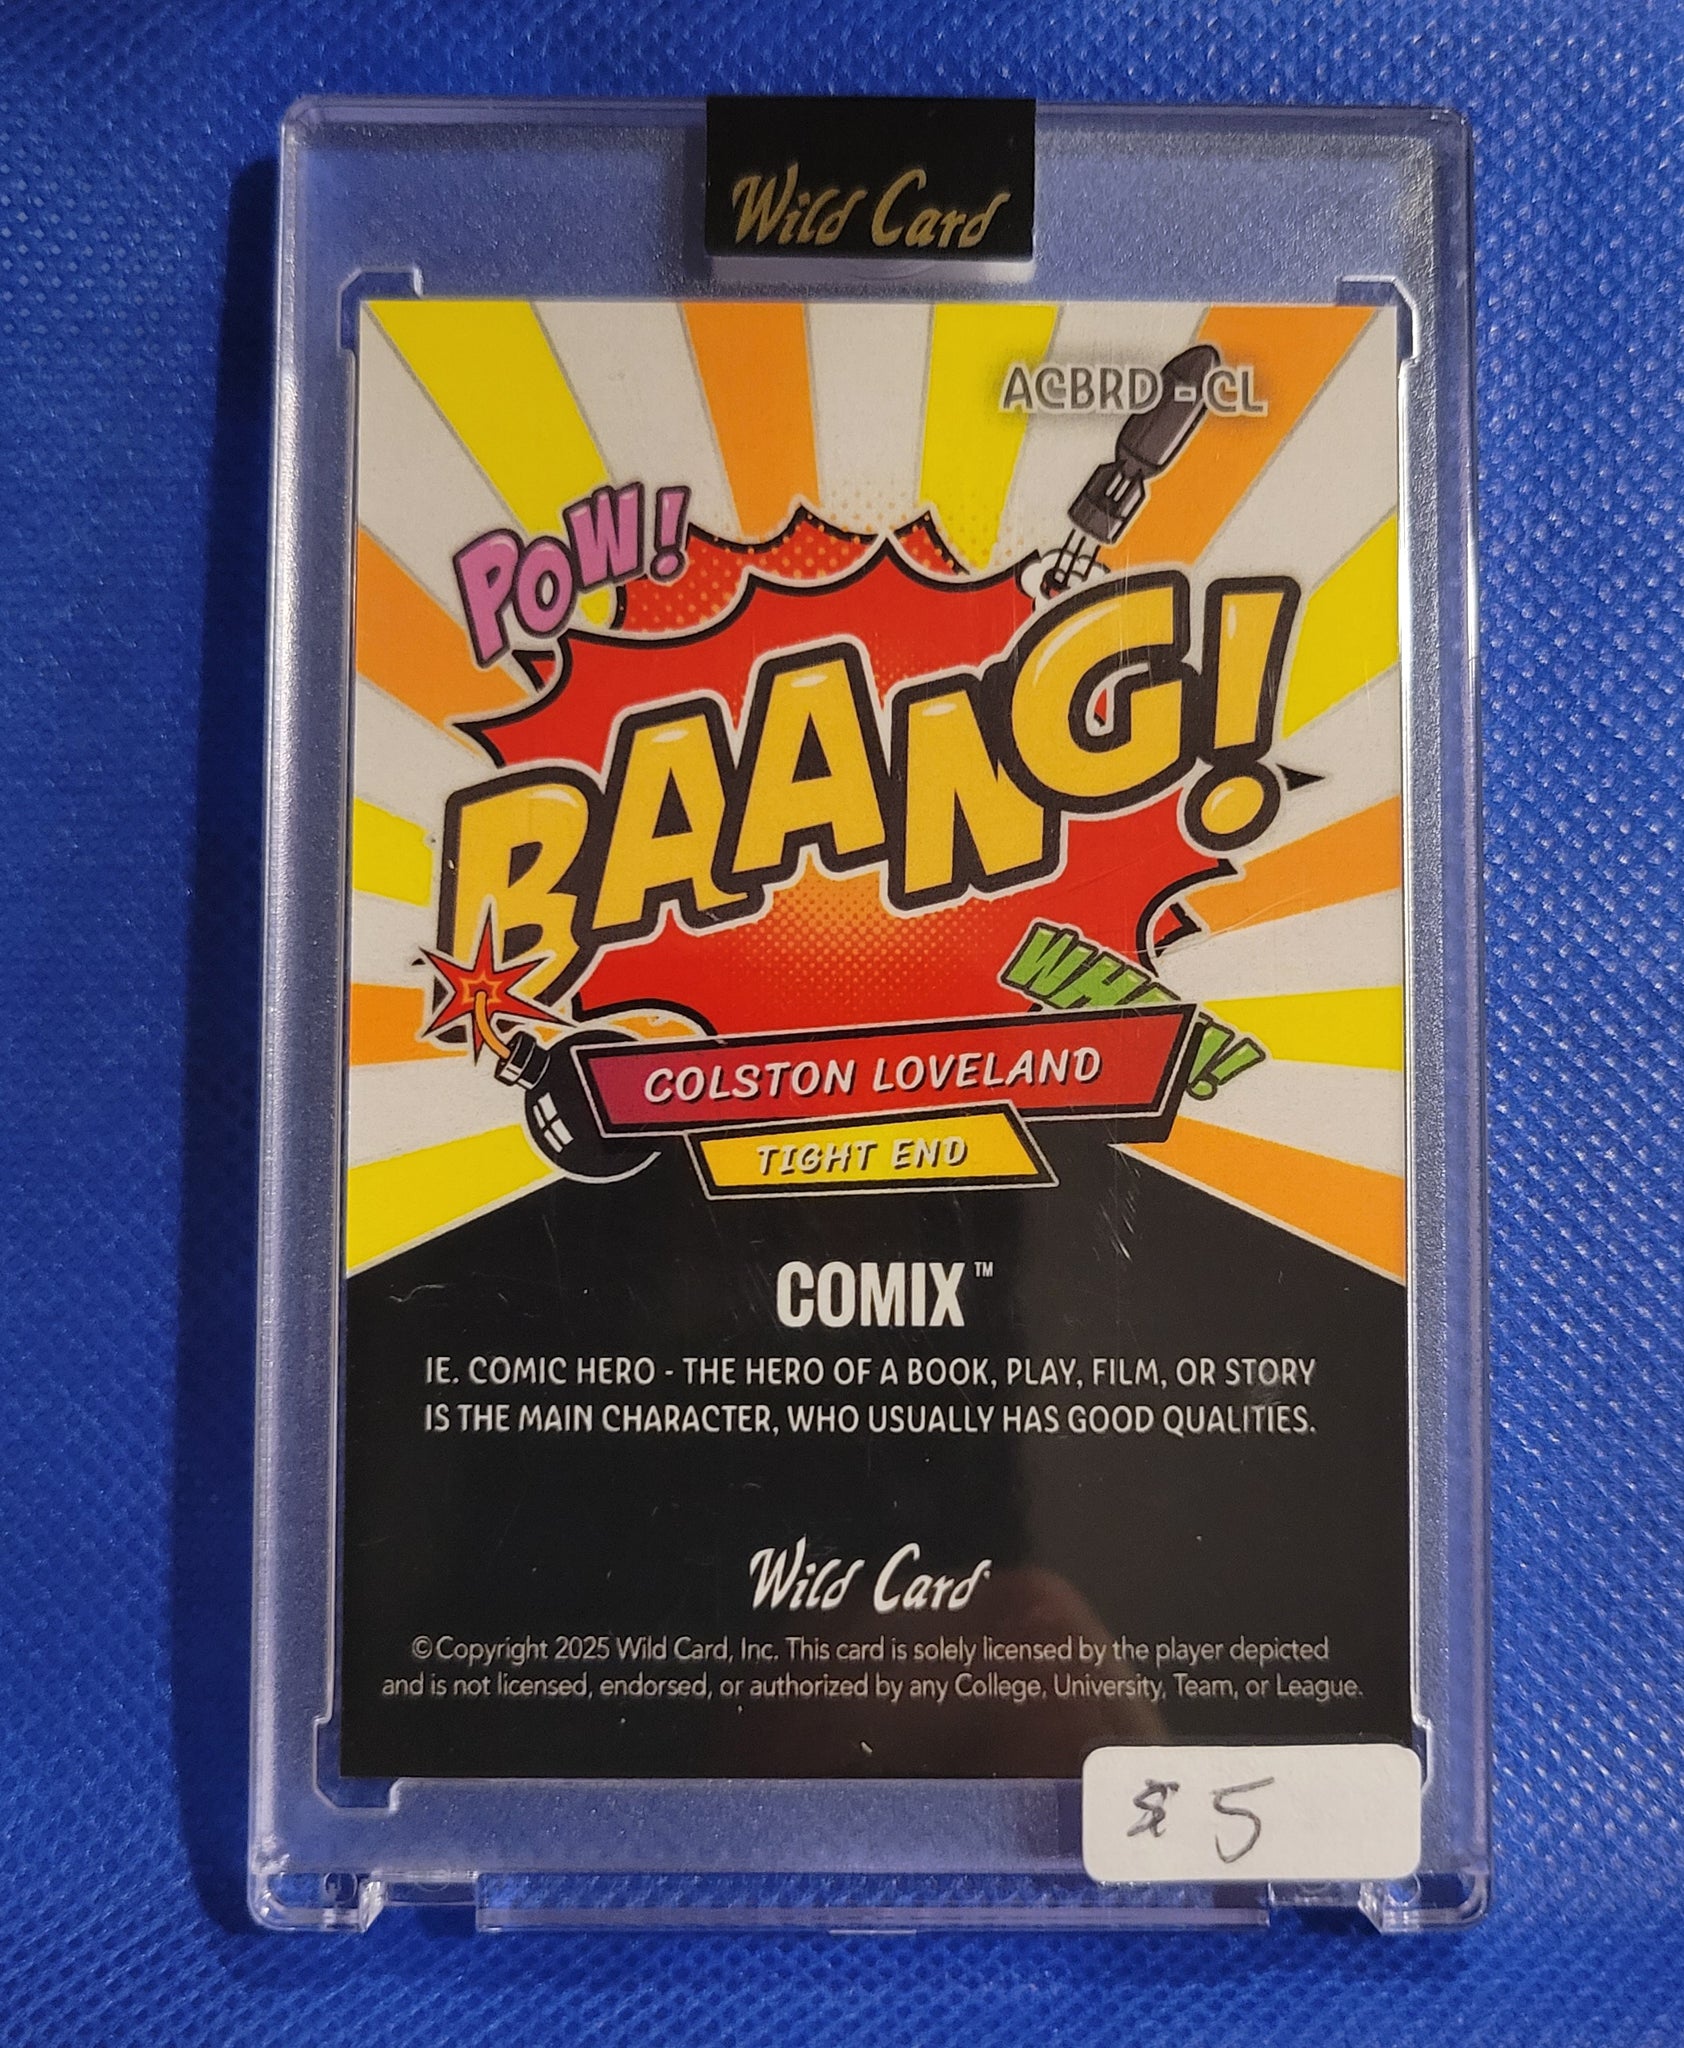 Wild Card
ACBRD - CL
POW!
BAANG!
COLSTON LOVELAND
TIGHT END
COMIX™
IE. COMIC HERO - THE HERO OF A BOOK, PLAY, FILM, OR STORY
IS THE MAIN CHARACTER, WHO USUALLY HAS GOOD QUALITIES.
Wild Card
© Copyright 2025 Wild Card, Inc. This card is solely licensed by the player depicted
and is not licensed, endorsed, or authorized by any College, University, Team, or League.
$ 5